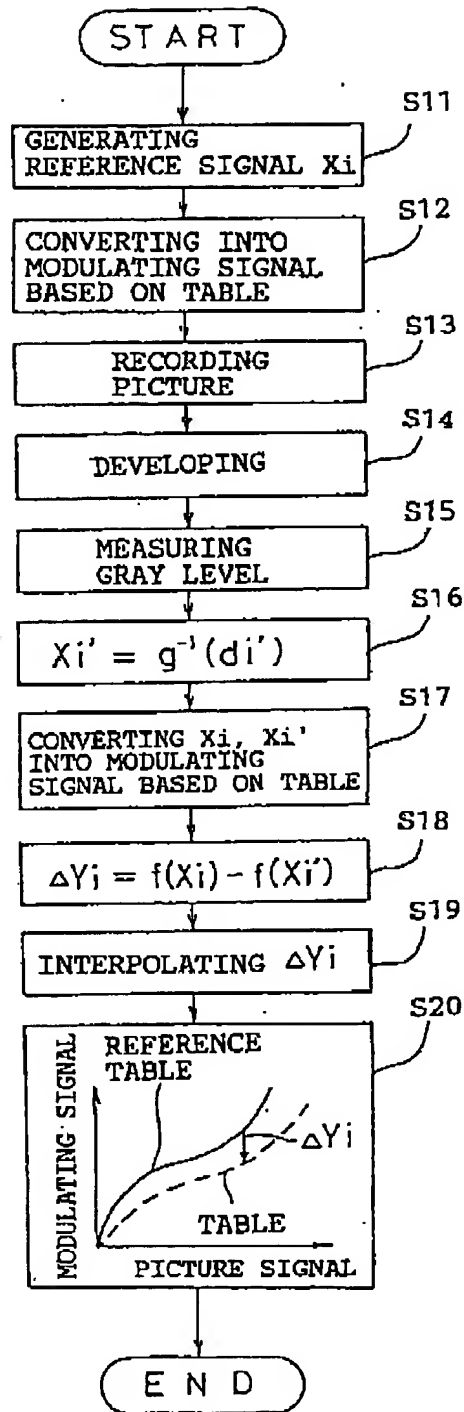 START
S11
GENERATING
REFERENCE SIGNAL Xi
S12
CONVERTING INTO
MODULATING SIGNAL
BASED ON TABLE
S13
RECORDING
PICTURE
S14
DEVELOPING
S15
MEASURING
GRAY LEVEL
S16
Xi' = g⁻¹(di')
S17
CONVERTING Xi, Xi'
INTO MODULATING
SIGNAL BASED ON TABLE
S18
ΔYi = f(Xi) - f(Xi')
S19
INTERPOLATING ΔYi
S20
MODULATING SIGNAL
REFERENCE
TABLE
ΔYi
TABLE
PICTURE SIGNAL
END